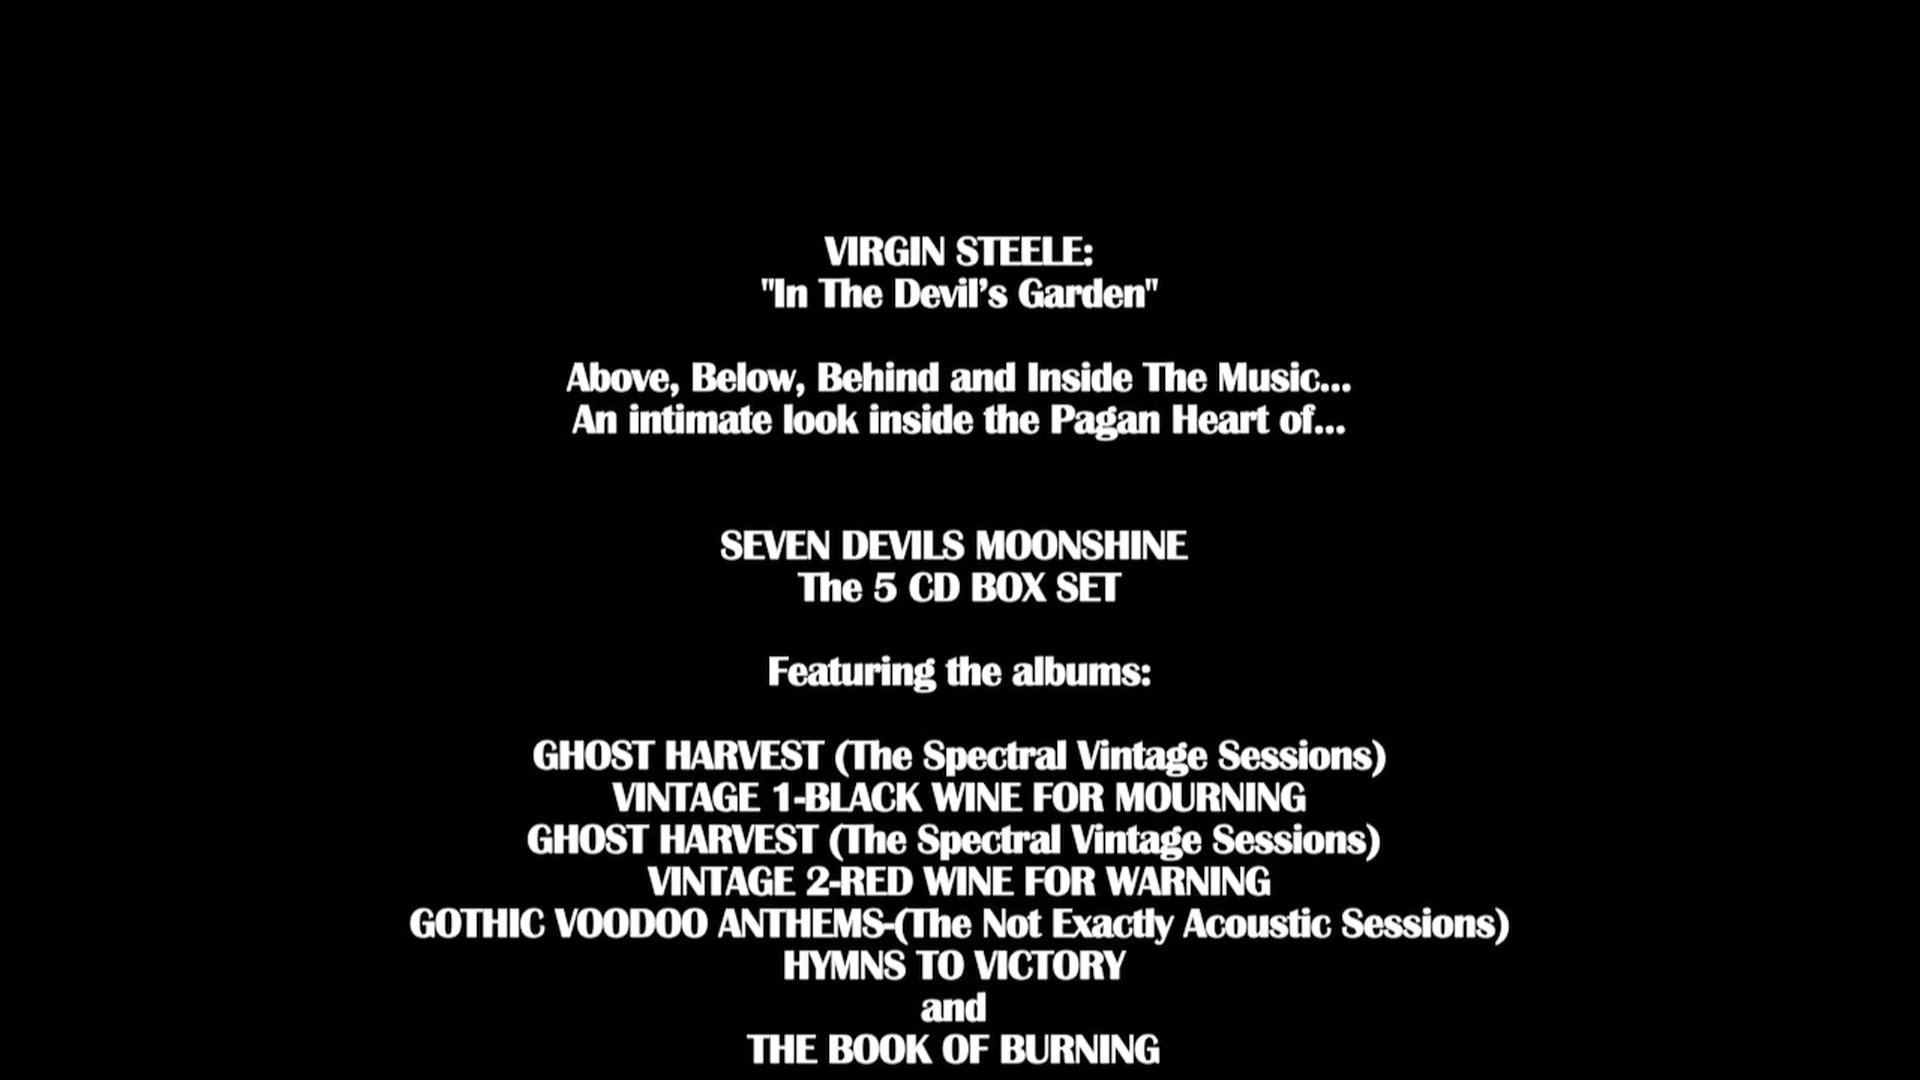 VIRGIN STEELE:
"In The Devil’s Garden"
Above, Below, Behind and Inside The Music...
An intimate look inside the Pagan Heart of...
SEVEN DEVILS MOONSHINE
The 5 CD BOX SET
Featuring the albums:
GHOST HARVEST (The Spectral Vintage Sessions)
VINTAGE 1-BLACK WINE FOR MOURNING
GHOST HARVEST (The Spectral Vintage Sessions)
VINTAGE 2-RED WINE FOR WARNING
GOTHIC VOODOO ANTHEMS-(The Not Exactly Acoustic Sessions)
HYMNS TO VICTORY
and
THE BOOK OF BURNING